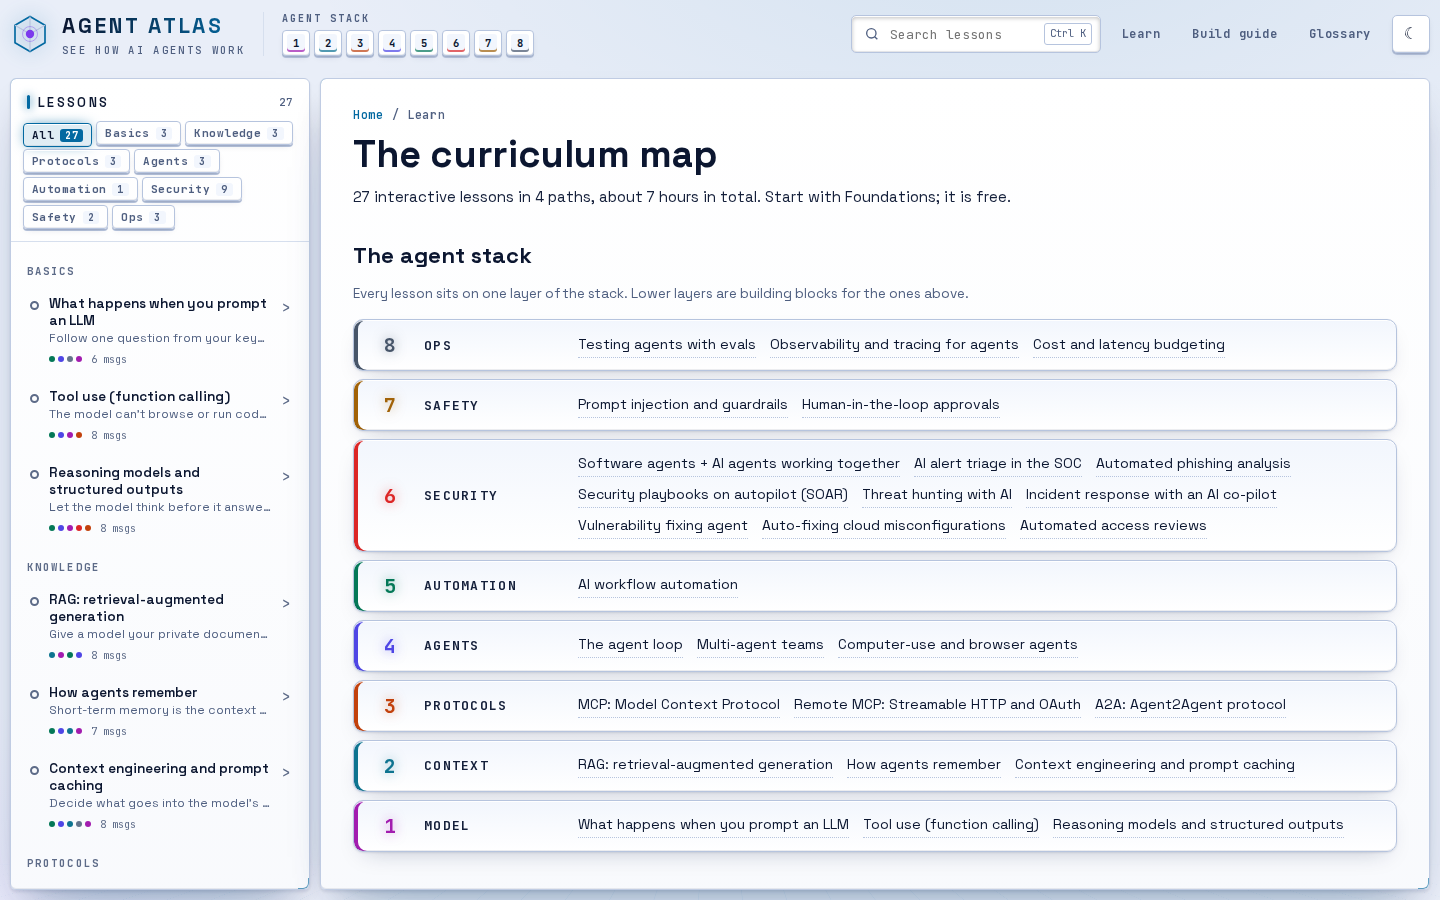 AGENT ATLAS
SEE HOW AI AGENTS WORK
AGENT STACK
1 2 3 4 5 6 7 8
Search lessons Ctrl K
Learn Build guide Glossary
LESSONS 27
All 27 Basics 3 Knowledge 3
Protocols 3 Agents 3
Automation 1 Security 9
Safety 2 Ops 3
BASICS
What happens when you prompt
an LLM >
Follow one question from your key...
6 msgs
Tool use (function calling) >
The model can't browse or run cod...
8 msgs
Reasoning models and
structured outputs >
Let the model think before it answe...
8 msgs
KNOWLEDGE
RAG: retrieval-augmented
generation >
Give a model your private documen...
8 msgs
How agents remember >
Short-term memory is the context ...
7 msgs
Context engineering and prompt
caching >
Decide what goes into the model's ...
8 msgs
PROTOCOLS
Home / Learn
The curriculum map
27 interactive lessons in 4 paths, about 7 hours in total. Start with Foundations; it is free.
The agent stack
Every lesson sits on one layer of the stack. Lower layers are building blocks for the ones above.
8 OPS Testing agents with evals Observability and tracing for agents Cost and latency budgeting
7 SAFETY Prompt injection and guardrails Human-in-the-loop approvals
6 SECURITY Software agents + AI agents working together AI alert triage in the SOC Automated phishing analysis
Security playbooks on autopilot (SOAR) Threat hunting with AI Incident response with an AI co-pilot
Vulnerability fixing agent Auto-fixing cloud misconfigurations Automated access reviews
5 AUTOMATION AI workflow automation
4 AGENTS The agent loop Multi-agent teams Computer-use and browser agents
3 PROTOCOLS MCP: Model Context Protocol Remote MCP: Streamable HTTP and OAuth A2A: Agent2Agent protocol
2 CONTEXT RAG: retrieval-augmented generation How agents remember Context engineering and prompt caching
1 MODEL What happens when you prompt an LLM Tool use (function calling) Reasoning models and structured outputs